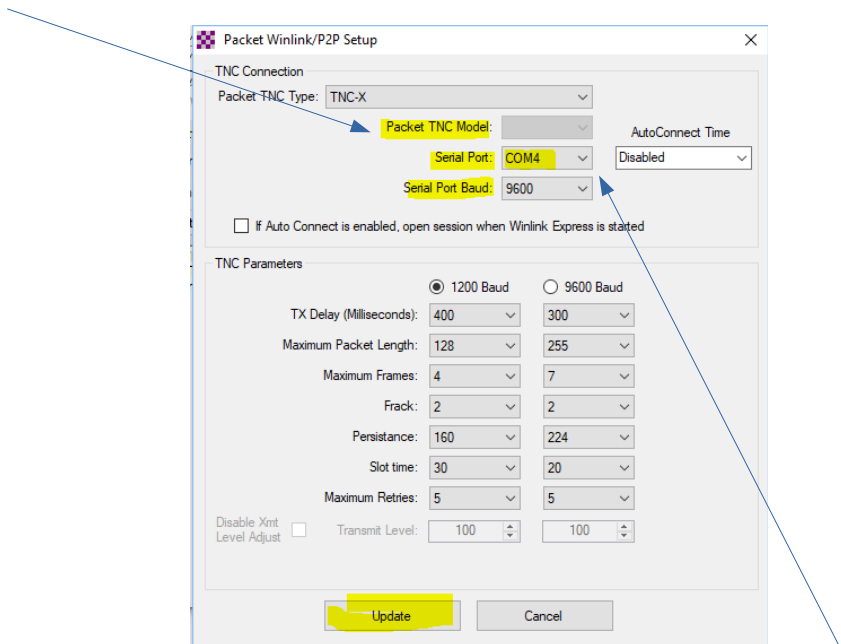 Packet Winlink/P2P Setup
TNC Connection
Packet TNC Type: TNC-X
Packet TNC Model:
AutoConnect Time
Serial Port: COM4 Disabled
Serial Port Baud: 9600
If Auto Connect is enabled, open session when Winlink Express is started
TNC Parameters
1200 Baud 9600 Baud
TX Delay (Milliseconds): 400 300
Maximum Packet Length: 128 255
Maximum Frames: 4 7
Frack: 2 2
Persistance: 160 224
Slot time: 30 20
Maximum Retries: 5 5
Disable Xmt
Level Adjust Transmit Level: 100 100
Update Cancel